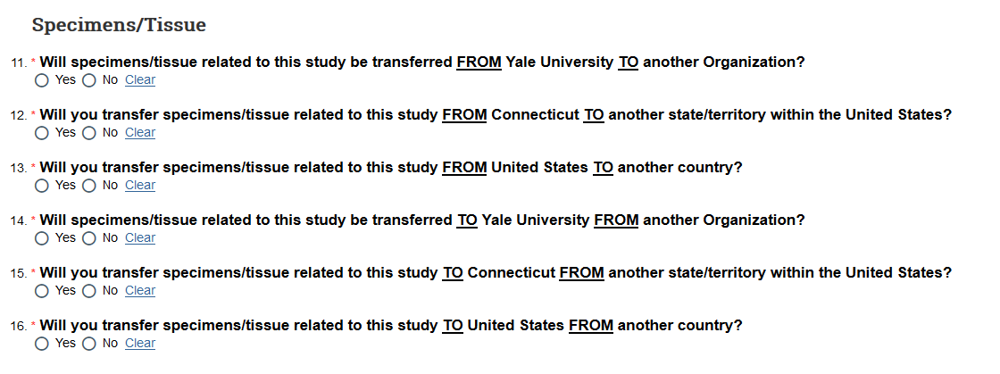 Specimens/Tissue
11. * Will specimens/tissue related to this study be transferred FROM Yale University TO another Organization?
Yes No Clear
12. * Will you transfer specimens/tissue related to this study FROM Connecticut TO another state/territory within the United States?
Yes No Clear
13. * Will you transfer specimens/tissue related to this study FROM United States TO another country?
Yes No Clear
14. * Will specimens/tissue related to this study be transferred TO Yale University FROM another Organization?
Yes No Clear
15. * Will you transfer specimens/tissue related to this study TO Connecticut FROM another state/territory within the United States?
Yes No Clear
16. * Will you transfer specimens/tissue related to this study TO United States FROM another country?
Yes No Clear